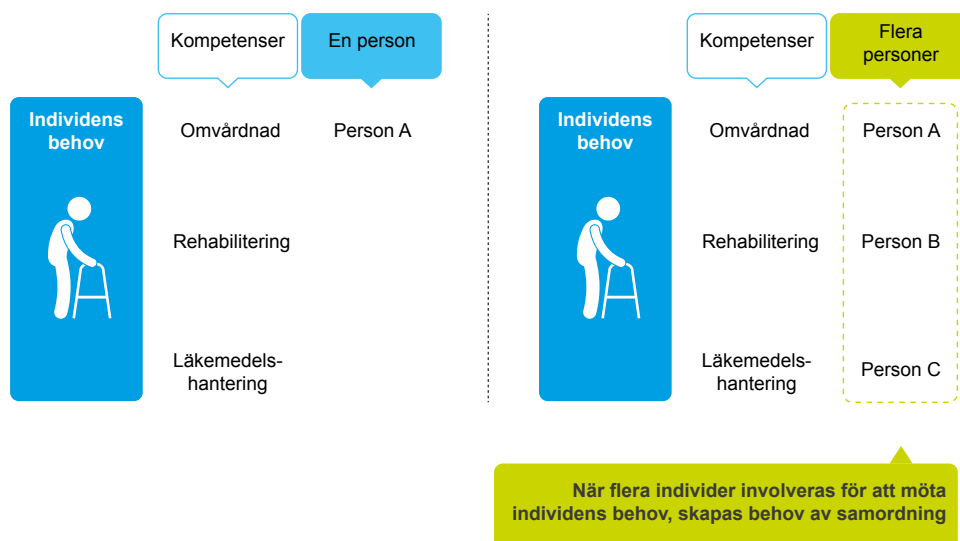 Kompetenser
En person
Individens
behov
Omvårdnad
Person A
Rehabilitering
Läkemedels-
hantering
Kompetenser
Flera
personer
Individens
behov
Omvårdnad
Person A
Rehabilitering
Person B
Läkemedels-
hantering
Person C
När flera individer involveras för att möta
individens behov, skapas behov av samordning